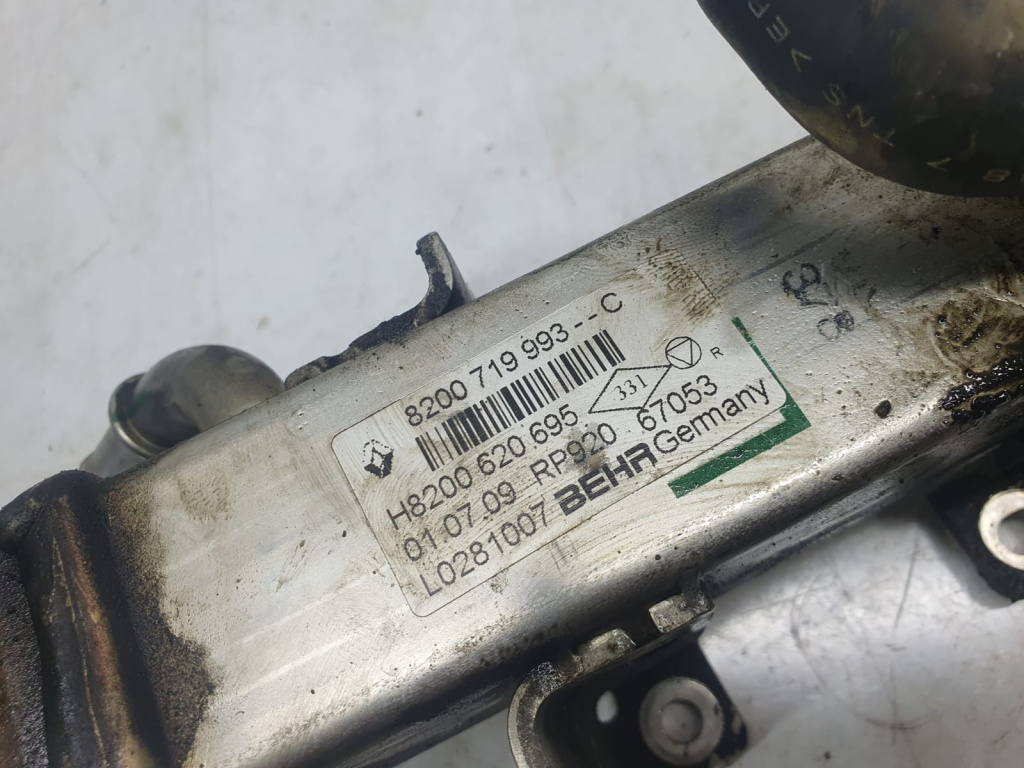 8200 719 993--C
H8200 620 695 331 R
01.07.09 RP920 67053
L0281007 BEHR Germany